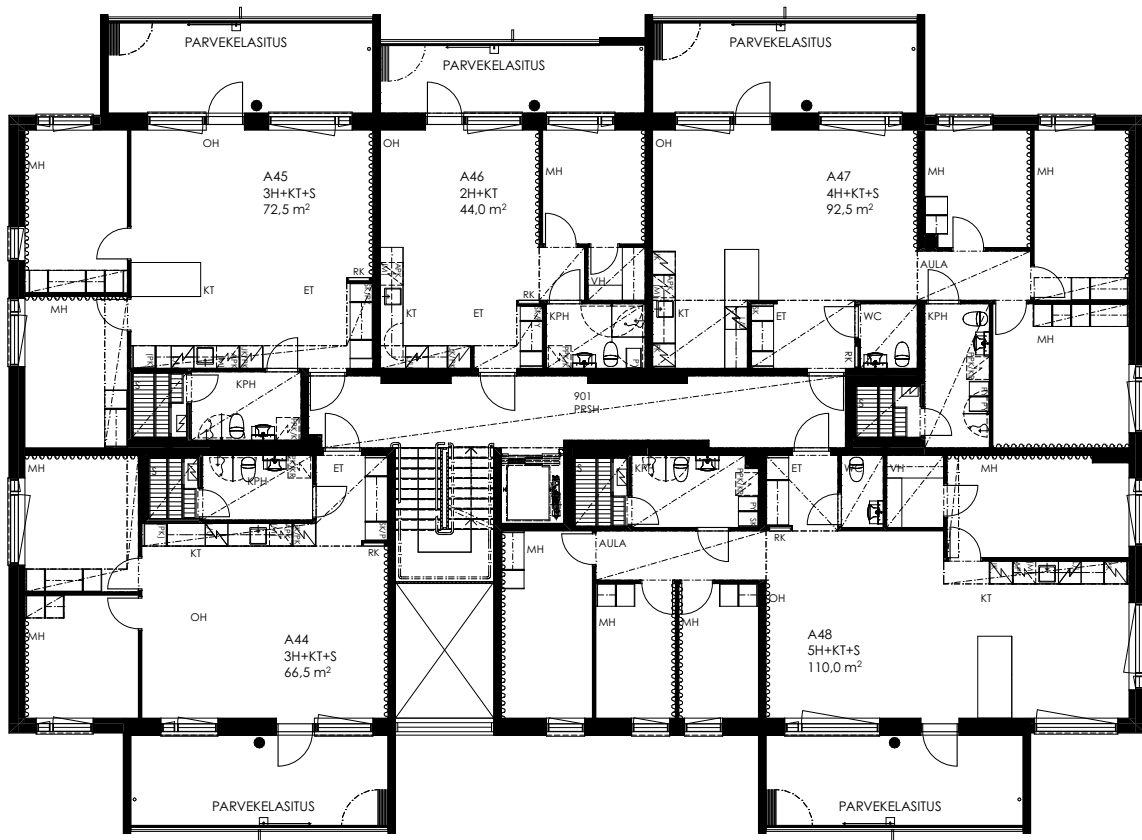 PARVEKELASITUS
PARVEKELASITUS
PARVEKELASITUS
OH
OH
OH
MH
A45
3H+KT+S
72,5 m²
A46
2H+KT
44,0 m²
MH
A47
4H+KT+S
92,5 m²
MH
MH
AULA
RK
VH
KT
ET
RK
MH
KT
ET
KPH
KT
ET
WC
KPH
MH
RK
KPH
S
901
PRSH
S
MH
S
KPH
ET
S
KPH
ET
WC
VH
MH
KT
RK
MH
AULA
RK
OH
MH
A44
3H+KT+S
66,5 m²
MH
MH
OH
KT
A48
5H+KT+S
110,0 m²
PARVEKELASITUS
PARVEKELASITUS